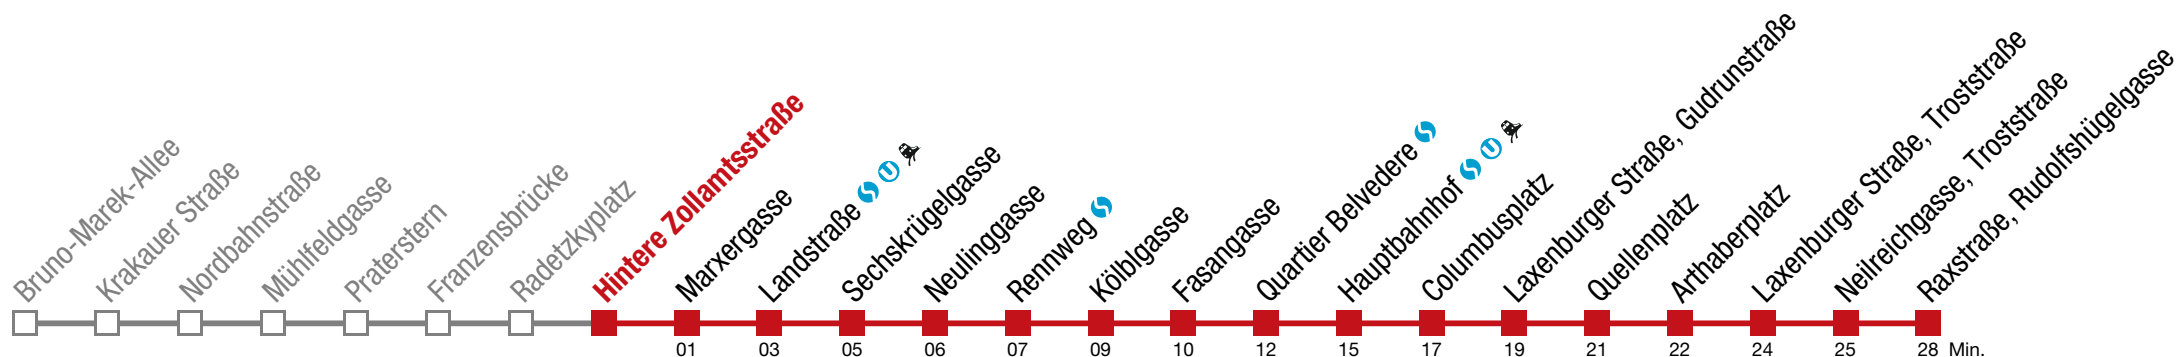 Bruno-Marek-Allee
Krakauer Straße
Nordbahnstraße
Mühlfeldgasse
Praterstern
Franzensbrücke
Radetzkyplatz
Hintere Zollamtsstraße
Marxergasse
Landstraße S U
Sechskrügelgasse
Neulinggasse
Rennweg S
Kölblgasse
Fasangasse
Quartier Belvedere S
Hauptbahnhof S U
Columbusplatz
Laxenburger Straße, Gudrunstraße
Quellenplatz
Arthaberplatz
Laxenburger Straße, Troststraße
Neilreichgasse, Troststraße
Raxstraße, Rudolfshügelgasse
01 03 05 06 07 09 10 12 15 17 19 21 22 24 25 28 Min.